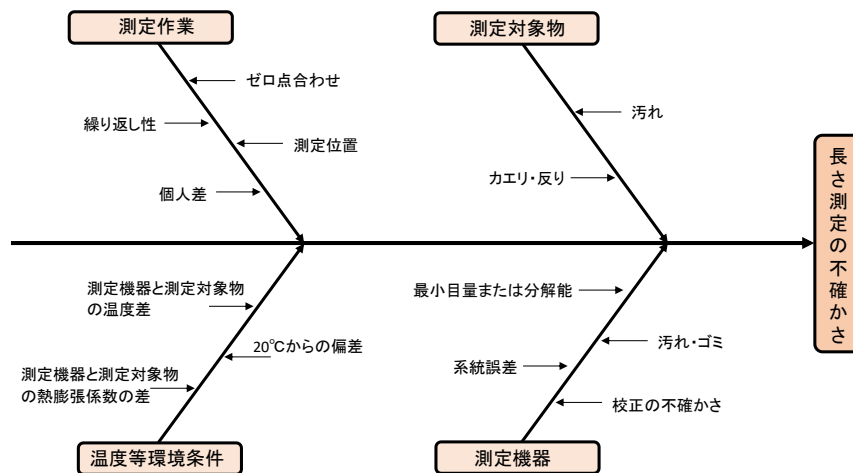 測定作業
ゼロ点合わせ
繰り返し性
測定位置
個人差
測定対象物
汚れ
カエリ・反り
長さ測定の不確かさ
測定機器と測定対象物
の温度差
20℃からの偏差
測定機器と測定対象物
の熱膨張係数の差
温度等環境条件
最小目量または分解能
汚れ・ゴミ
系統誤差
校正の不確かさ
測定機器